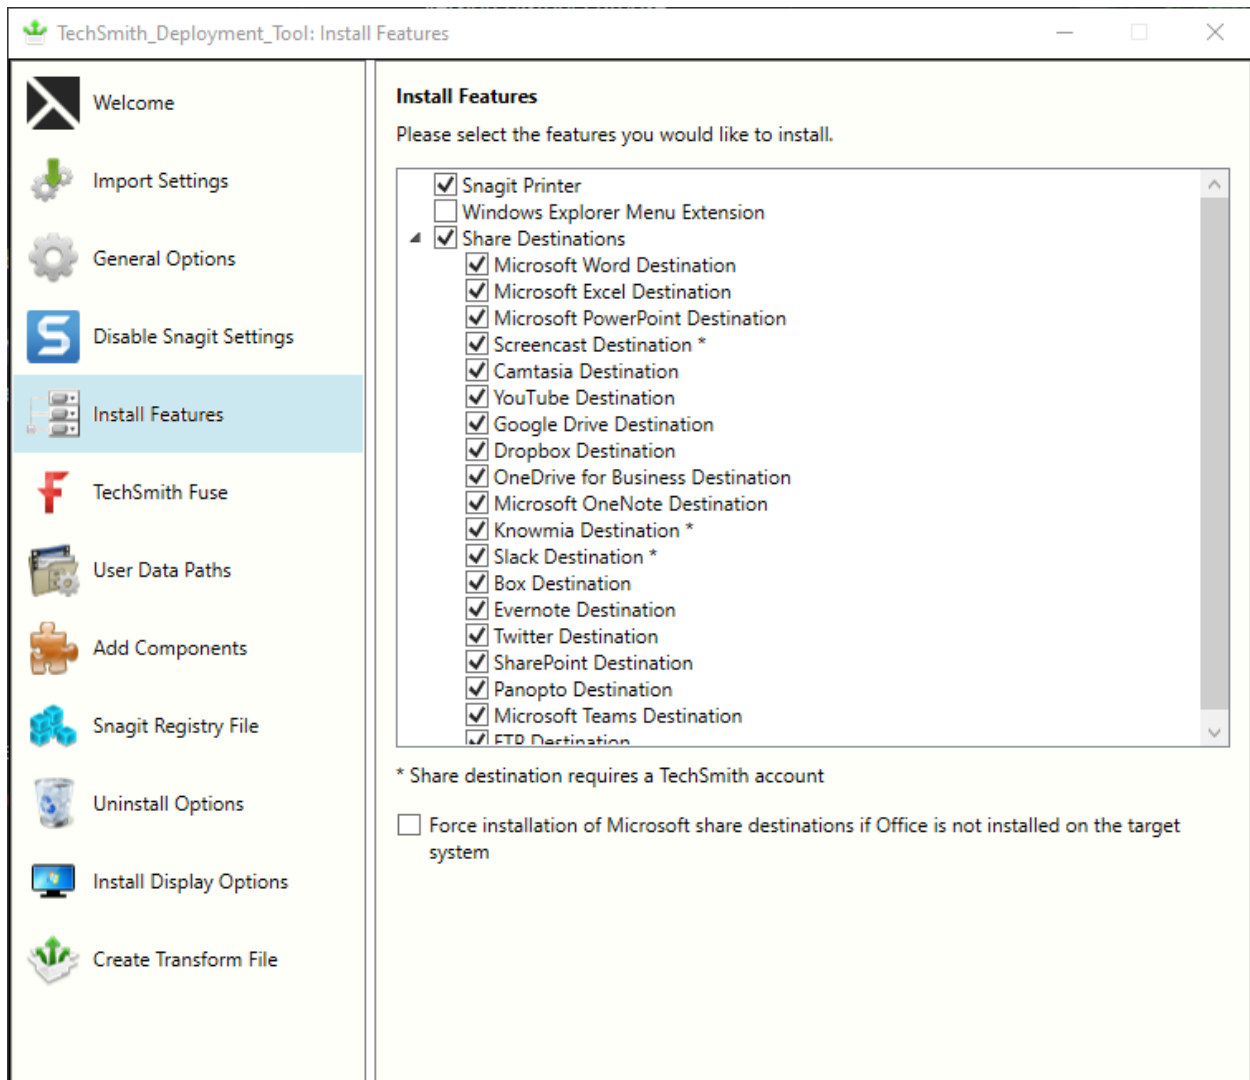 TechSmith_Deployment_Tool: Install Features
Welcome
Import Settings
General Options
Disable Snagit Settings
Install Features
TechSmith Fuse
User Data Paths
Add Components
Snagit Registry File
Uninstall Options
Install Display Options
Create Transform File
Install Features
Please select the features you would like to install.
Snagit Printer
Windows Explorer Menu Extension
Share Destinations
Microsoft Word Destination
Microsoft Excel Destination
Microsoft PowerPoint Destination
Screencast Destination *
Camtasia Destination
YouTube Destination
Google Drive Destination
Dropbox Destination
OneDrive for Business Destination
Microsoft OneNote Destination
Knowmia Destination *
Slack Destination *
Box Destination
Evernote Destination
Twitter Destination
SharePoint Destination
Panopto Destination
Microsoft Teams Destination
FTP Destination
* Share destination requires a TechSmith account
Force installation of Microsoft share destinations if Office is not installed on the target
system